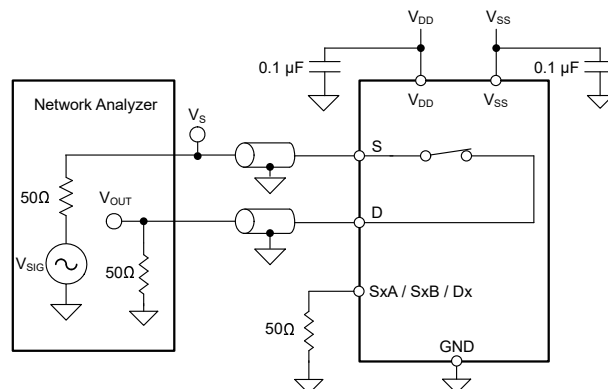 V_DD V_SS
0.1 µF 0.1 µF
V_DD V_SS
Network Analyzer
V_S
S
50Ω
V_OUT
D
V_SIG
50Ω
SxA / SxB / Dx
50Ω
GND